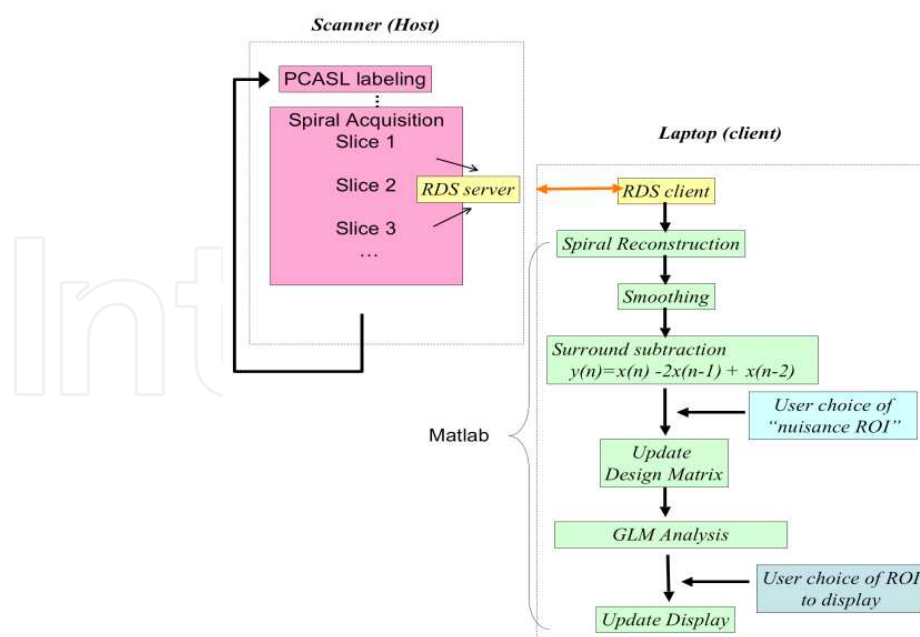 Scanner (Host)
PCASL labeling
Spiral Acquisition
Slice 1
Slice 2
Slice 3
...
RDS server
Laptop (client)
RDS client
Spiral Reconstruction
Smoothing
Surround subtraction
y(n)=x(n) -2x(n-1) + x(n-2)
User choice of
“nuisance ROI”
Matlab
Update
Design Matrix
GLM Analysis
User choice of ROI
to display
Update Display
Int